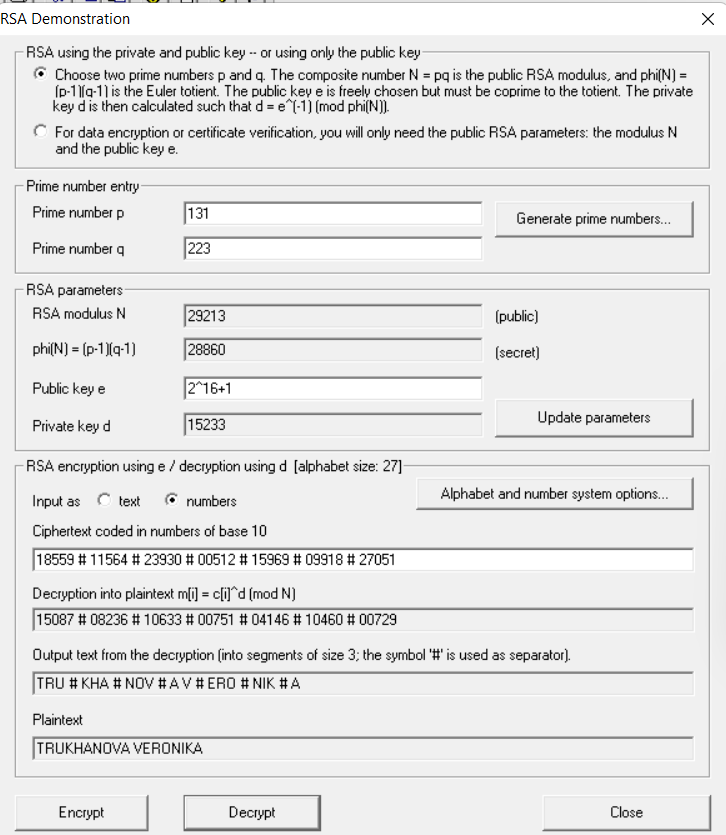 RSA Demonstration
RSA using the private and public key -- or using only the public key
Choose two prime numbers p and q. The composite number N = pq is the public RSA modulus, and phi(N) =
(p-1)(q-1) is the Euler totient. The public key e is freely chosen but must be coprime to the totient. The private
key d is then calculated such that d = e^(-1) (mod phi(N)).
For data encryption or certificate verification, you will only need the public RSA parameters: the modulus N
and the public key e.
Prime number entry
Prime number p
131
Generate prime numbers...
Prime number q
223
RSA parameters
RSA modulus N
29213
(public)
phi(N) = (p-1)(q-1)
28860
(secret)
Public key e
2^16+1
Private key d
15233
Update parameters
RSA encryption using e / decryption using d [alphabet size: 27]
Input as
text
numbers
Alphabet and number system options...
Ciphertext coded in numbers of base 10
18559 # 11564 # 23930 # 00512 # 15969 # 09918 # 27051
Decryption into plaintext m[i] = c[i]^d (mod N)
15087 # 08236 # 10633 # 00751 # 04146 # 10460 # 00729
Output text from the decryption (into segments of size 3; the symbol '#' is used as separator).
TRU # KHA # NOV # A V # ERO # NIK # A
Plaintext
TRUKHANOVA VERONIKA
Encrypt
Decrypt
Close